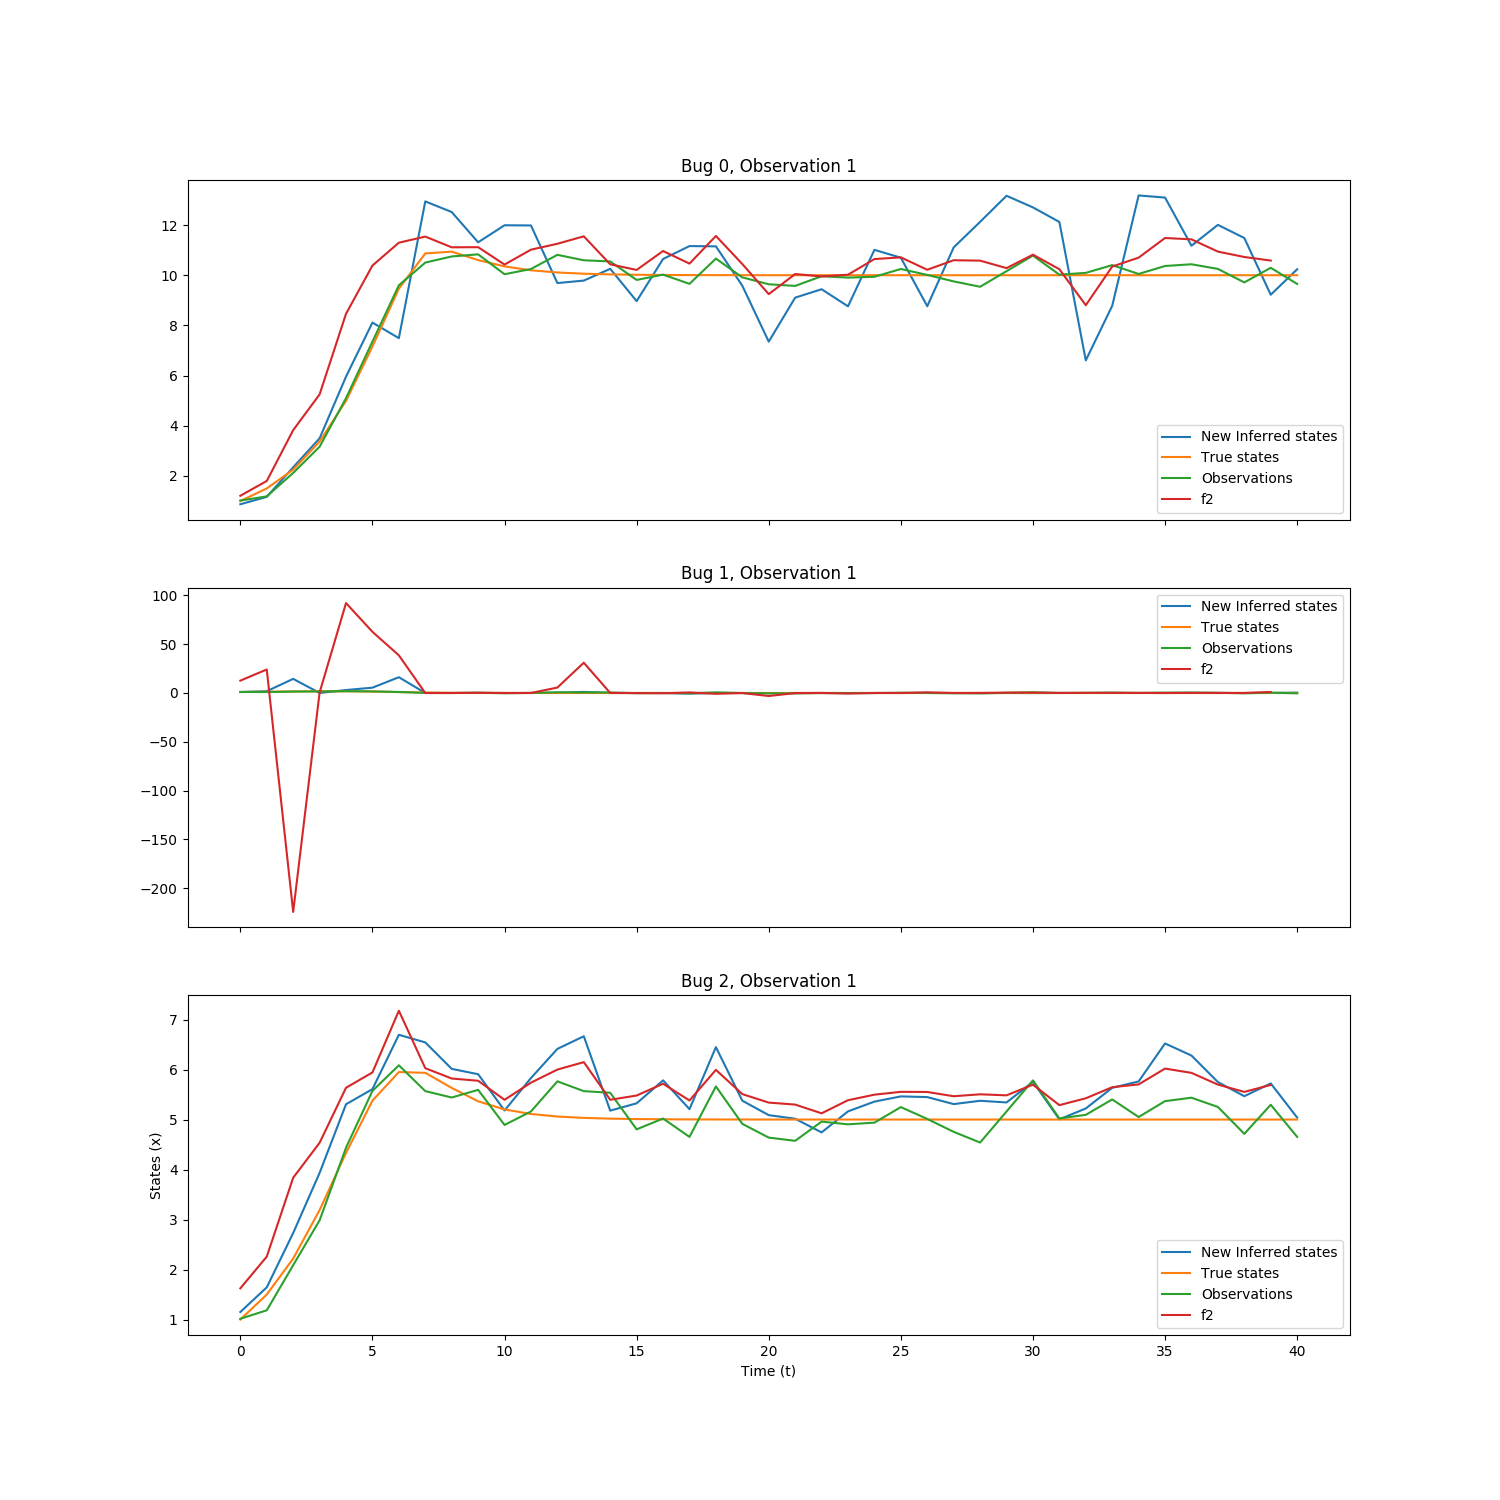 Bug 0, Observation 1
12
10
8
6
4
2
New Inferred states
True states
Observations
f2
Bug 1, Observation 1
100
50
0
−50
−100
−150
−200
New Inferred states
True states
Observations
f2
Bug 2, Observation 1
7
6
5
4
3
2
1
States (x)
New Inferred states
True states
Observations
f2
0 5 10 15 20 25 30 35 40
Time (t)